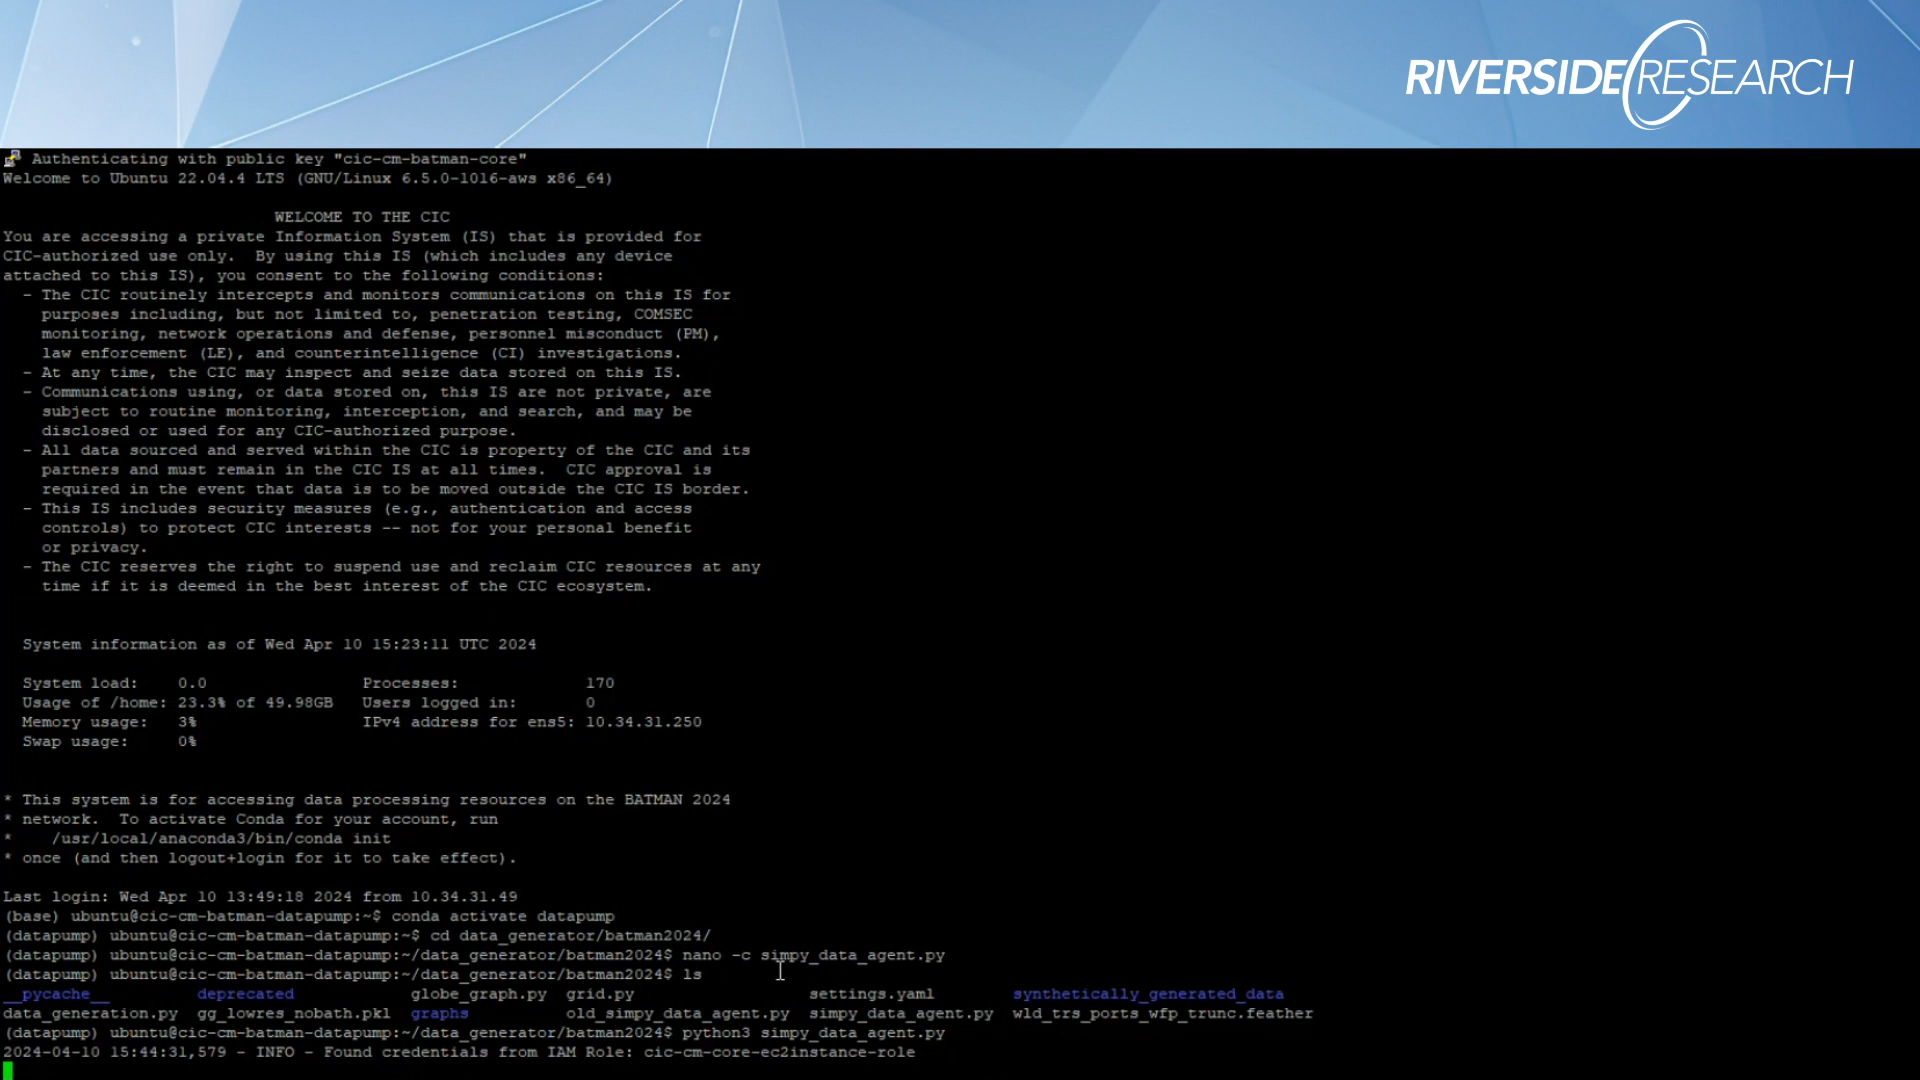 RIVERSIDE RESEARCH
Authenticating with public key "cic-cm-batman-core"
Welcome to Ubuntu 22.04.4 LTS (GNU/Linux 6.5.0-1016-aws x86_64)
WELCOME TO THE CIC
You are accessing a private Information System (IS) that is provided for
CIC-authorized use only.  By using this IS (which includes any device
attached to this IS), you consent to the following conditions:
- The CIC routinely intercepts and monitors communications on this IS for
purposes including, but not limited to, penetration testing, COMSEC
monitoring, network operations and defense, personnel misconduct (PM),
law enforcement (LE), and counterintelligence (CI) investigations.
- At any time, the CIC may inspect and seize data stored on this IS.
- Communications using, or data stored on, this IS are not private, are
subject to routine monitoring, interception, and search, and may be
disclosed or used for any CIC-authorized purpose.
- All data sourced and served within the CIC is property of the CIC and its
partners and must remain in the CIC IS at all times.  CIC approval is
required in the event that data is to be moved outside the CIC IS border.
- This IS includes security measures (e.g., authentication and access
controls) to protect CIC interests -- not for your personal benefit
or privacy.
- The CIC reserves the right to suspend use and reclaim CIC resources at any
time if it is deemed in the best interest of the CIC ecosystem.
System information as of Wed Apr 10 15:23:11 UTC 2024
System load: 0.0 Processes: 170
Usage of /home: 23.3% of 49.98GB Users logged in: 0
Memory usage: 3% IPv4 address for ens5: 10.34.31.250
Swap usage: 0%
* This system is for accessing data processing resources on the BATMAN 2024
* network.  To activate Conda for your account, run
* /usr/local/anaconda3/bin/conda init
* once (and then logout+login for it to take effect).
Last login: Wed Apr 10 13:49:18 2024 from 10.34.31.49
(base) ubuntu@cic-cm-batman-datapump:~$ conda activate datapump
(datapump) ubuntu@cic-cm-batman-datapump:~$ cd data_generator/batman2024/
(datapump) ubuntu@cic-cm-batman-datapump:~/data_generator/batman2024$ nano -c simpy_data_agent.py
(datapump) ubuntu@cic-cm-batman-datapump:~/data_generator/batman2024$ ls
__pycache__ deprecated globe_graph.py grid.py settings.yaml synthetically_generated_data
data_generation.py gg_lowres_nobath.pkl graphs old_simpy_data_agent.py simpy_data_agent.py wld_trs_ports_wfp_trunc.feather
(datapump) ubuntu@cic-cm-batman-datapump:~/data_generator/batman2024$ python3 simpy_data_agent.py
2024-04-10 15:44:31,579 - INFO - Found credentials from IAM Role: cic-cm-core-ec2instance-role